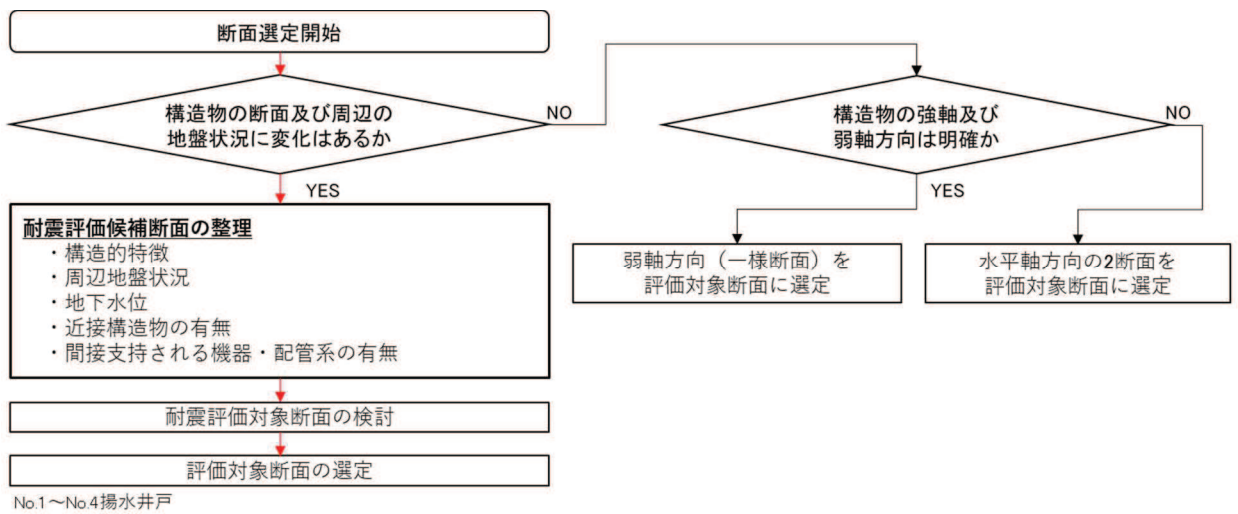 断面選定開始
構造物の断面及び周辺の
地盤状況に変化はあるか
NO
YES
耐震評価候補断面の整理
・構造的特徴
・周辺地盤状況
・地下水位
・近接構造物の有無
・間接支持される機器・配管系の有無
耐震評価対象断面の検討
評価対象断面の選定
No.1～No.4揚水井戸
構造物の強軸及び
弱軸方向は明確か
NO
YES
弱軸方向（一様断面）を
評価対象断面に選定
水平軸方向の2断面を
評価対象断面に選定